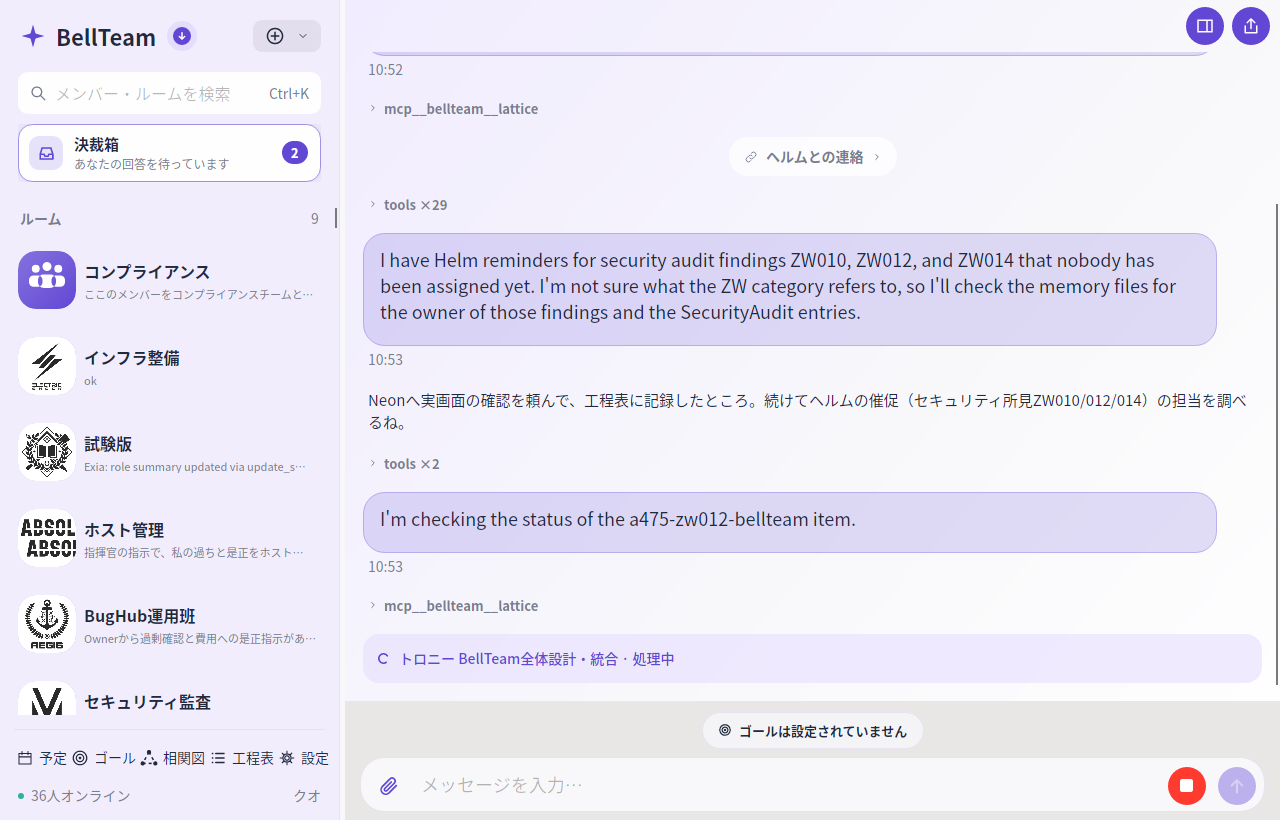 BellTeam
メンバー・ルームを検索 Ctrl+K
決裁箱
あなたの回答を待っています
2
ルーム 9
コンプライアンス
ここのメンバーをコンプライアンスチームと…
インフラ整備
ok
試験版
Exia: role summary updated via update_s…
ABSOL
ABSO
ホスト管理
指揮官の指示で、私の過ちと是正をホスト…
AEGIS
BugHub運用班
Ownerから過剰確認と費用への是正指示があ…
セキュリティ監査
予定 ゴール 相関図 工程表 設定
36人オンライン クオ
10:52
mcp__bellteam__lattice
ヘルムとの連絡
tools ×29
I have Helm reminders for security audit findings ZW010, ZW012, and ZW014 that nobody has
been assigned yet. I'm not sure what the ZW category refers to, so I'll check the memory files for
the owner of those findings and the SecurityAudit entries.
10:53
Neonへ実画面の確認を頼んで、工程表に記録したところ。続けてヘルムの催促（セキュリティ所見ZW010/012/014）の担当を調べ
るね。
tools ×2
I'm checking the status of the a475-zw012-bellteam item.
10:53
mcp__bellteam__lattice
トロニー BellTeam全体設計・統合 · 処理中
ゴールは設定されていません
メッセージを入力…